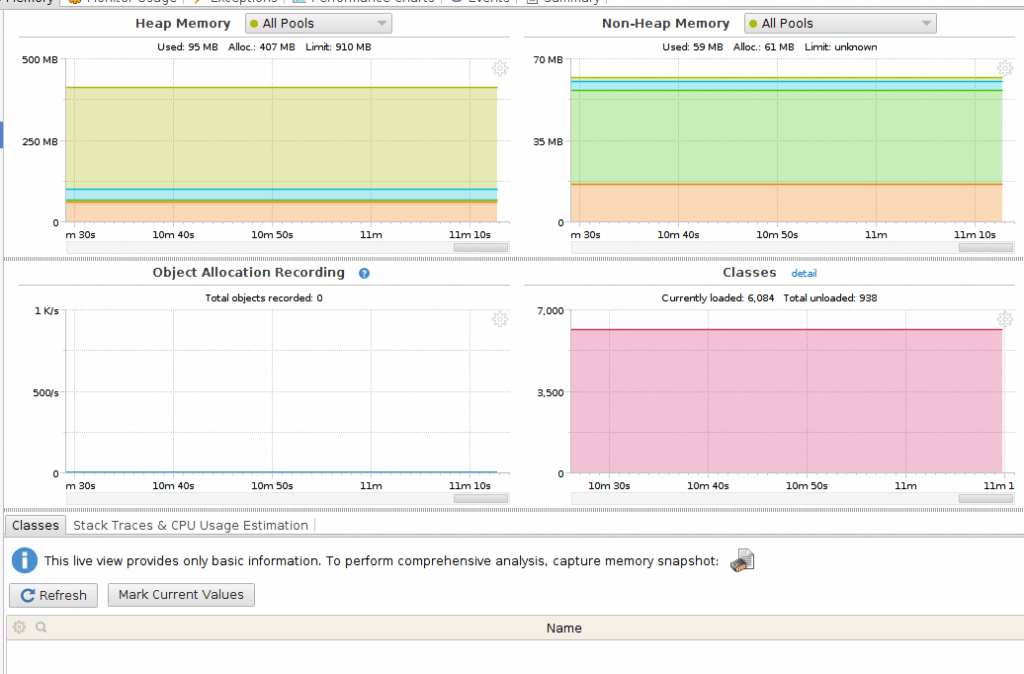 Memory Monitor Usage Exceptions Performance Charts Events Summary
Heap Memory All Pools
Used: 95 MB Alloc.: 407 MB Limit: 910 MB
500 MB
250 MB
0
m 30s 10m 40s 10m 50s 11m 11m 10s
Non-Heap Memory All Pools
Used: 59 MB Alloc.: 61 MB Limit: unknown
70 MB
35 MB
0
m 30s 10m 40s 10m 50s 11m 11m 10s
Object Allocation Recording ?
Total objects recorded: 0
1 K/s
500/s
0
m 30s 10m 40s 10m 50s 11m 11m 10s
Classes detail
Currently loaded: 6,084 Total unloaded: 938
7,000
3,500
0
10m 30s 10m 40s 10m 50s 11m 11m 1
Classes Stack Traces & CPU Usage Estimation
This live view provides only basic information. To perform comprehensive analysis, capture memory snapshot:
Refresh Mark Current Values
Name